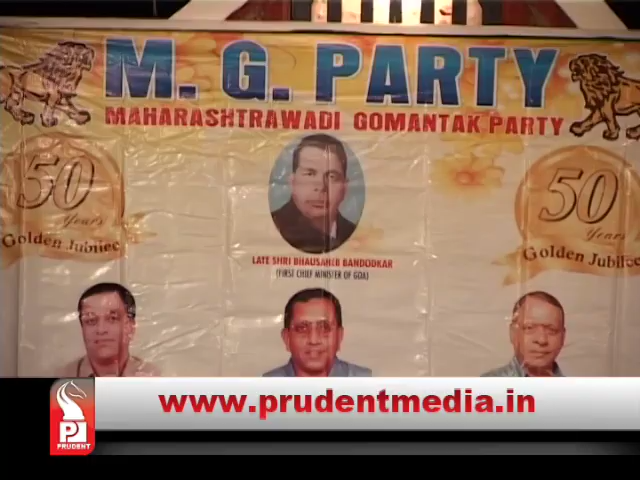 M. G. PARTY
MAHARASHTRAWADI GOMANTAK PARTY
50
Years
Golden Jubilee
50
Years
Golden Jubilee
LATE SHRI BHAUSAHEB BANDODKAR
(FIRST CHIEF MINISTER OF GOA)
www.prudentmedia.in
P
PRUDENT